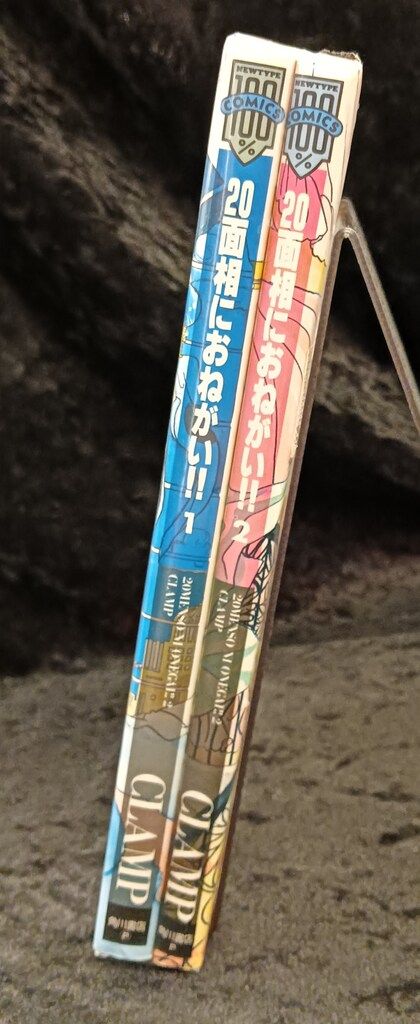 NEWTYPE
100
COMICS
%
20面相におねがい!! 1
20MENSO NI ONEGAI!!
CLAMP
CLAMP
NEWTYPE
100
COMICS
%
20面相におねがい!! 2
20MENSO NI ONEGAI!! 2
CLAMP
CLAMP